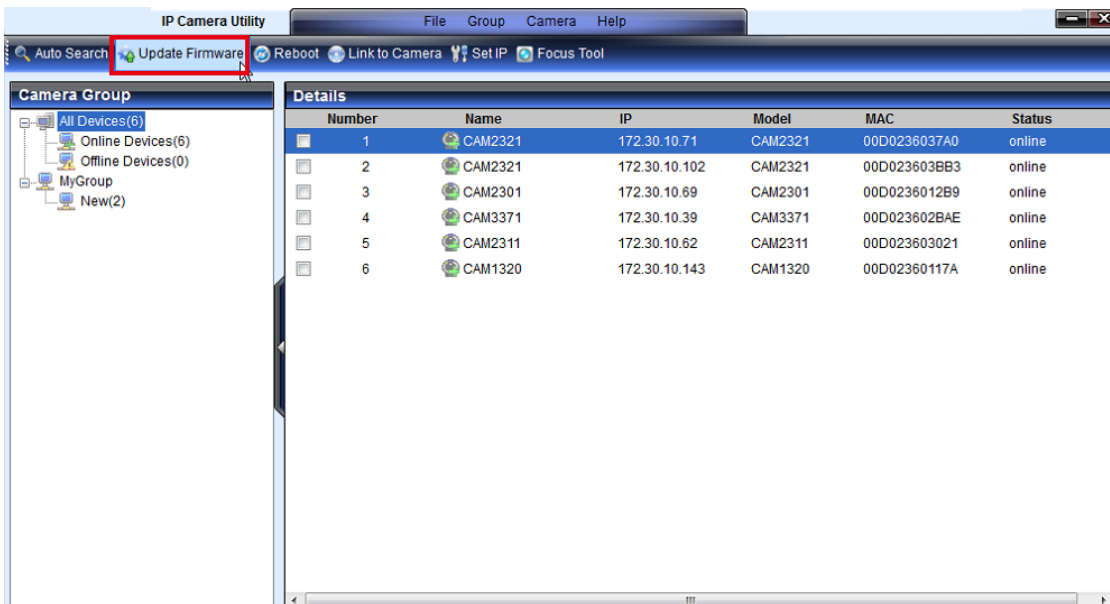 IP Camera Utility File Group Camera Help
Auto Search Update Firmware Reboot Link to Camera Set IP Focus Tool
Camera Group
All Devices(6)
Online Devices(6)
Offline Devices(0)
MyGroup
New(2)
Details
Number Name IP Model MAC Status
1 CAM2321 172.30.10.71 CAM2321 00D0236037A0 online
2 CAM2321 172.30.10.102 CAM2321 00D023603BB3 online
3 CAM2301 172.30.10.69 CAM2301 00D0236012B9 online
4 CAM3371 172.30.10.39 CAM3371 00D023602BAE online
5 CAM2311 172.30.10.62 CAM2311 00D023603021 online
6 CAM1320 172.30.10.143 CAM1320 00D02360117A online